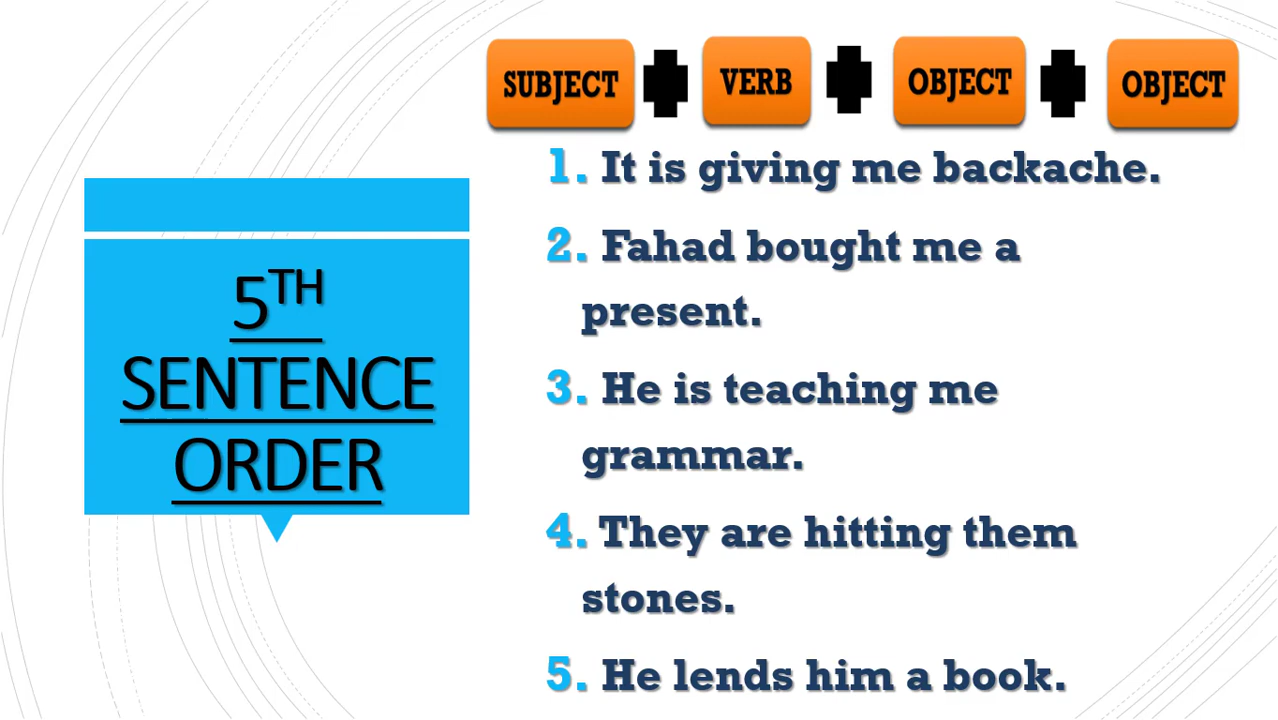 SUBJECT VERB OBJECT OBJECT
1. It is giving me backache.
2. Fahad bought me a
present.
3. He is teaching me
grammar.
4. They are hitting them
stones.
5. He lends him a book.
5TH
SENTENCE
ORDER